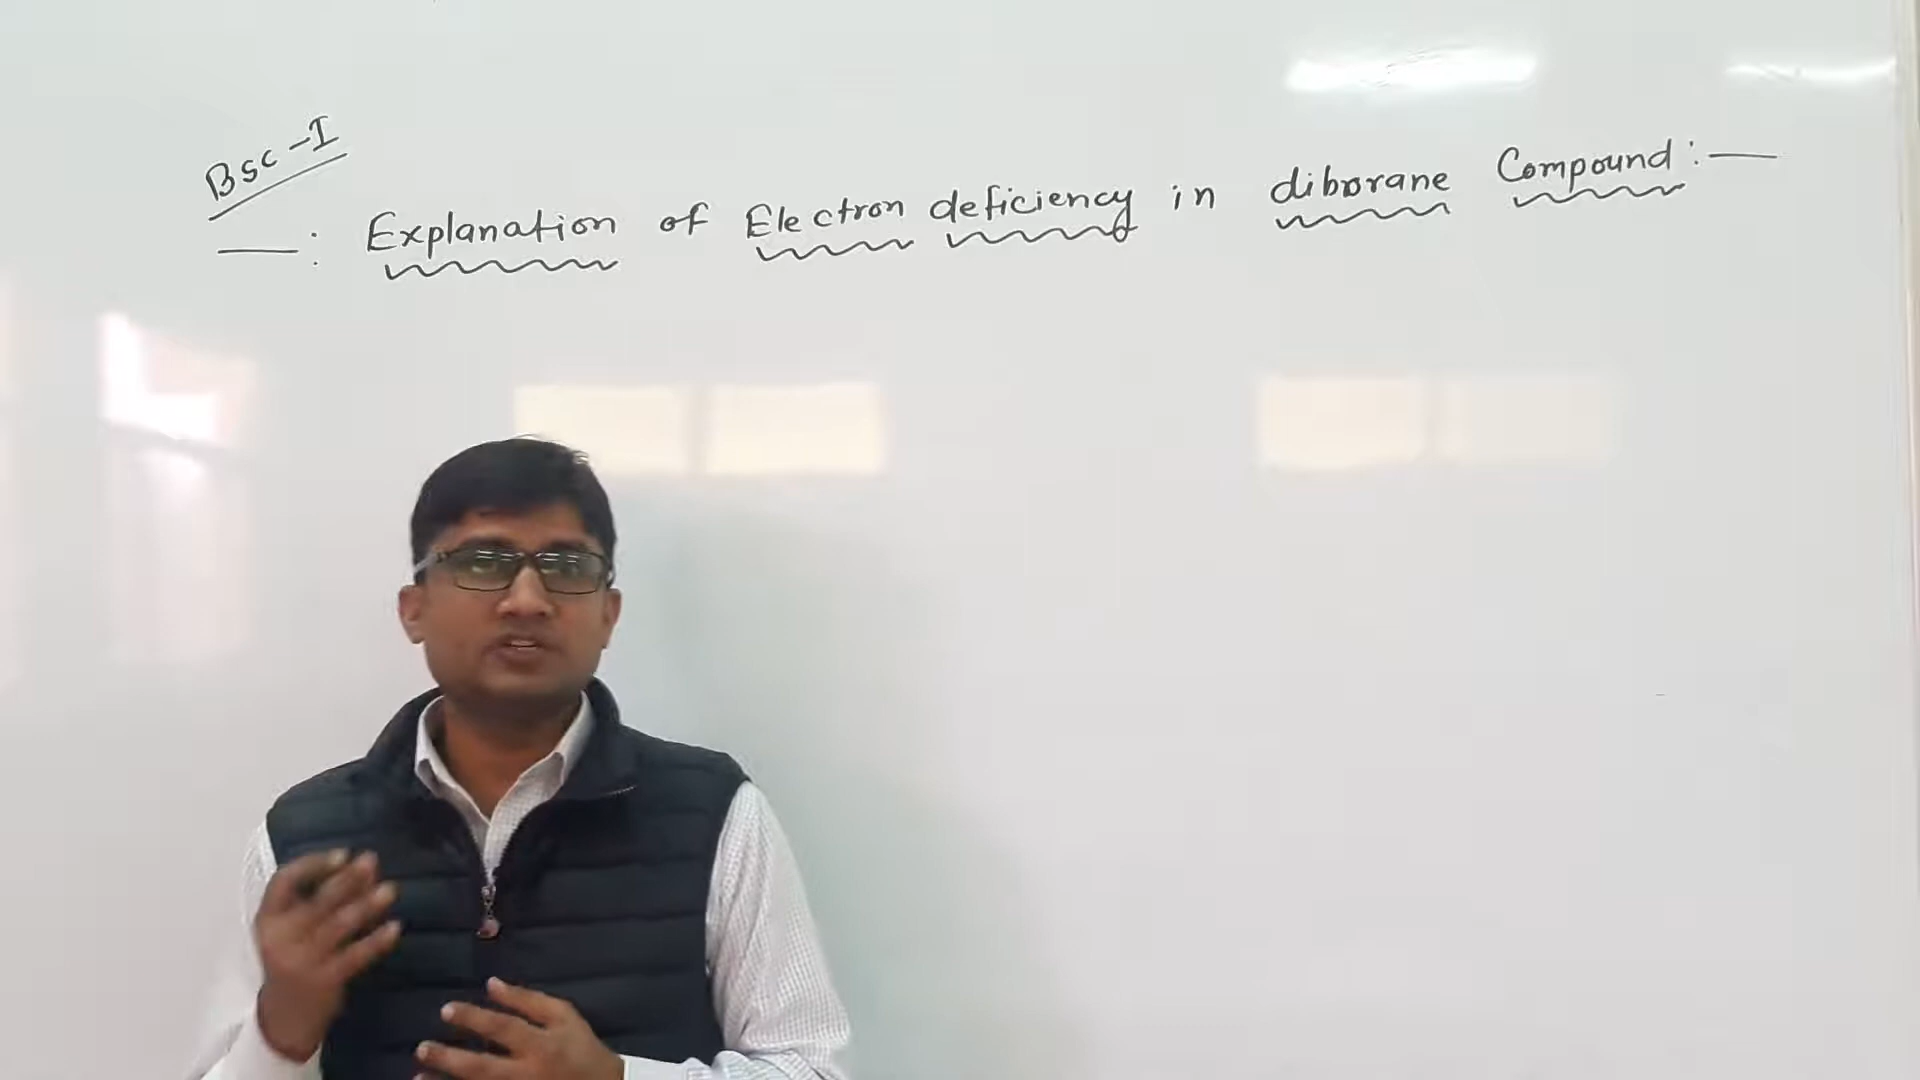 Bsc-I
—: Explanation of Electron deficiency in diborane Compound:—